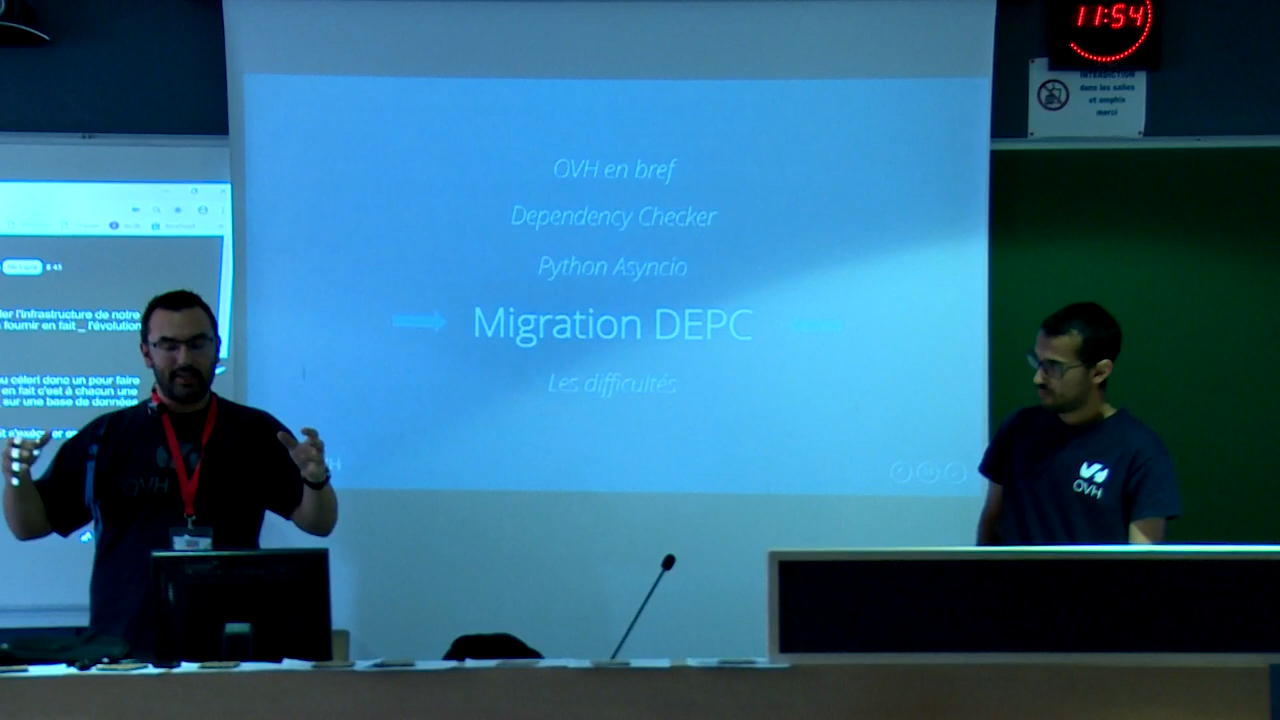 11:54
INTERDICTION
dans les salles
et amphis
merci
OVH en bref
Dependency Checker
Python Asyncio
Migration DEPC
Les difficultés
er l'infrastructure de notre
fournir en fait _ l'évolution
u céleri donc un pour faire
en fait c'est à chacun une
sur une base de données
OVH
OVH